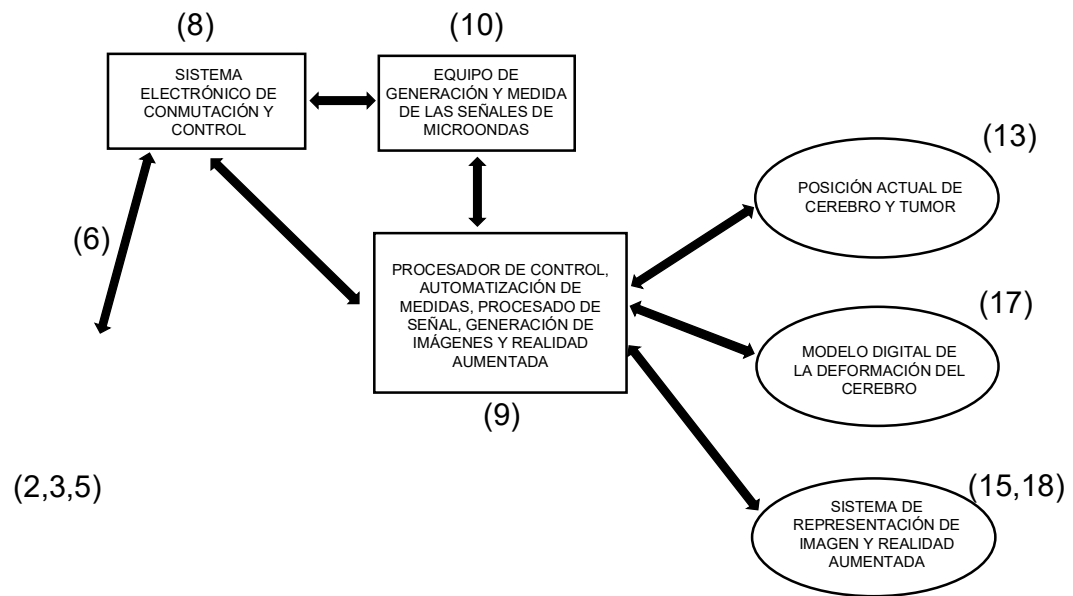 (8)
SISTEMA
ELECTRÓNICO DE
CONMUTACIÓN Y
CONTROL
(10)
EQUIPO DE
GENERACIÓN Y MEDIDA
DE LAS SEÑALES DE
MICROONDAS
(13)
POSICIÓN ACTUAL DE
CEREBRO Y TUMOR
(6)
PROCESADOR DE CONTROL,
AUTOMATIZACIÓN DE
MEDIDAS, PROCESADO DE
SEÑAL, GENERACIÓN DE
IMÁGENES Y REALIDAD
AUMENTADA
(9)
(17)
MODELO DIGITAL DE
LA DEFORMACIÓN DEL
CEREBRO
(2,3,5)
(15,18)
SISTEMA DE
REPRESENTACIÓN DE
IMAGEN Y REALIDAD
AUMENTADA